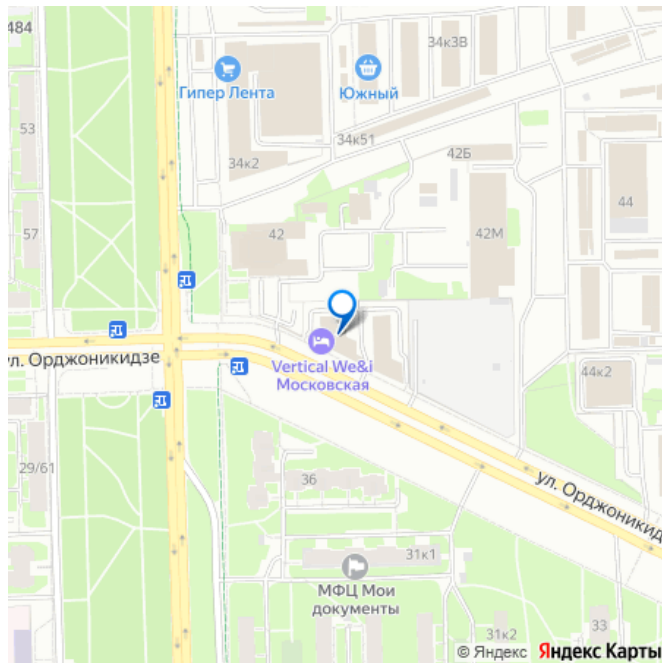 484
34к3В
Гипер Лента
Южный
53
34к51
34к2
42Б
44
57
42
42М
ул. Орджоникидзе
Vertical We&i
Московская
44к2
29/61
36
ул. Орджоникид
31к1
МФЦ Мои
документы
31к2
33
© Яндекс Яндекс Карты